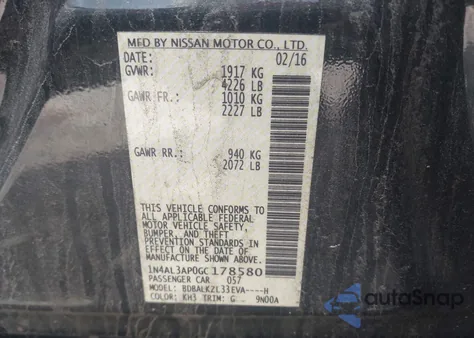 MFD BY NISSAN MOTOR CO., LTD.
DATE: 02/16
GVWR: 1917 KG
4226 LB
GAWR FR.: 1010 KG
2227 LB
GAWR RR.: 940 KG
2072 LB
THIS VEHICLE CONFORMS TO
ALL APPLICABLE FEDERAL
MOTOR VEHICLE SAFETY,
BUMPER, AND THEFT
PREVENTION STANDARDS IN
EFFECT ON THE DATE OF
MANUFACTURE SHOWN ABOVE.
1N4AL3AP0GC178580
PASSENGER CAR 057
MODEL: BDBALKZL33EVA----H
COLOR: KH3 TRIM: G 9N00A
AutoSnap